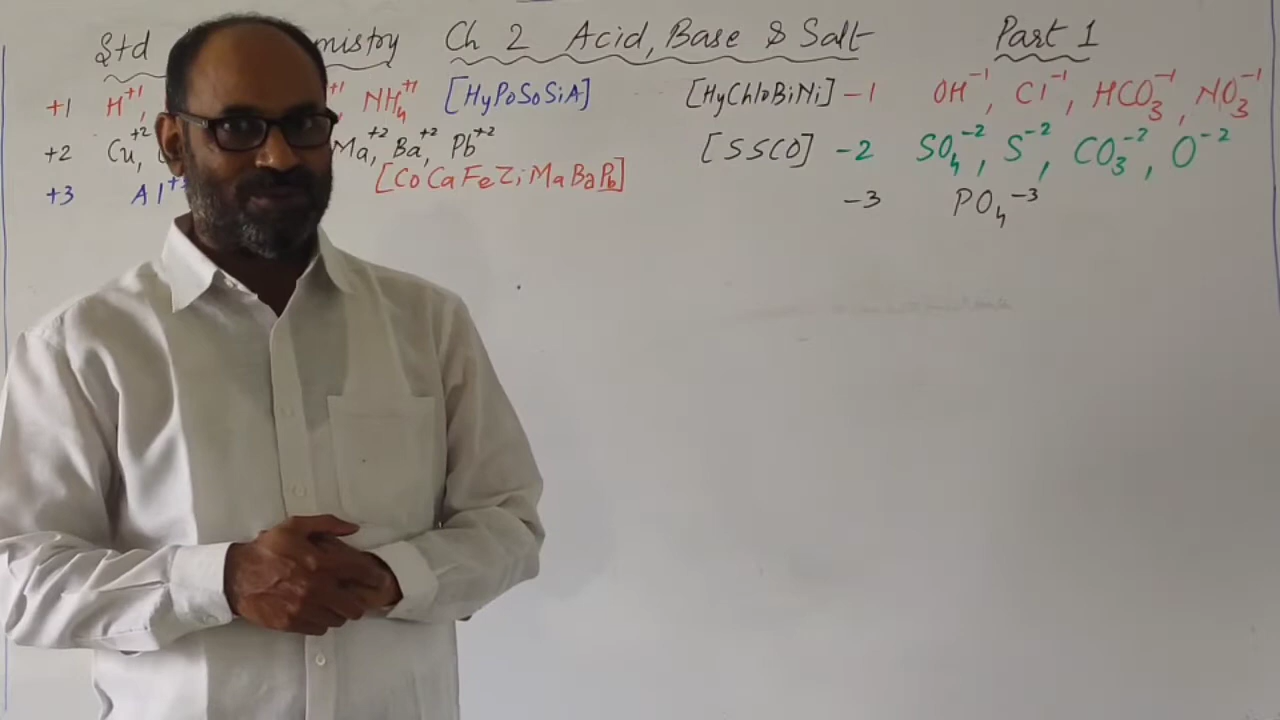 Std mistry Ch 2 Acid, Base & Salt Part 1
+1 H⁺¹, ⁺¹, NH₄⁺¹ [HyPoSoSiA] [HyChloBiNi] -1 OH⁻¹, Cl⁻¹, HCO₃⁻¹, NO₃⁻¹
+2 Cu⁺², Ma⁺², Ba⁺², Pb⁺² [SSCO] -2 SO₄⁻², S⁻², CO₃⁻², O⁻²
[CoCaFeZiMaBaPb]
+3 Al⁺³ -3 PO₄⁻³